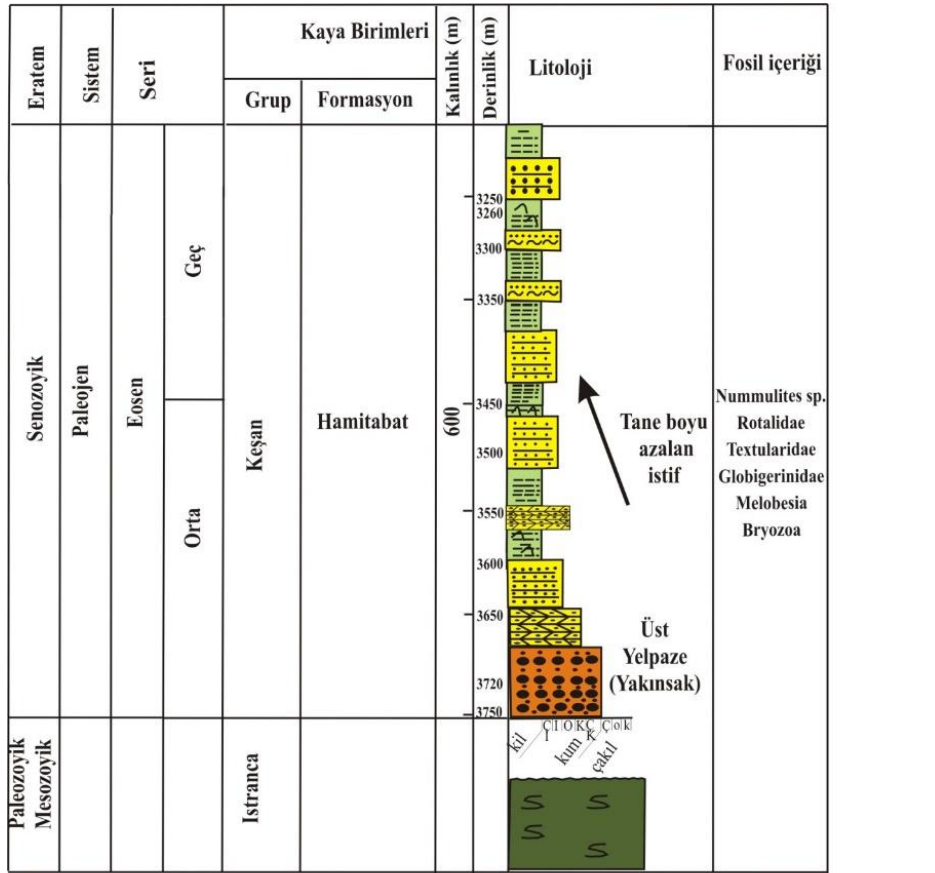 Eratem
Sistem
Seri
Kaya Birimleri
Grup
Formasyon
Kalınlık (m)
Derinlik (m)
Litoloji
Fosil içeriği
Senozoyik
Paleojen
Eosen
Geç
Orta
Keşan
Hamitabat
600
3250
3260
3300
3350
3450
3500
3550
3600
3650
3720
3750
Tane boyu
azalan
istif
Üst
Yelpaze
(Yakınsak)
Nummulites sp.
Rotalidae
Textularidae
Globigerinidae
Melobesia
Bryozoa
kil
kum
çakıl
Paleozoyik
Mesozoyik
Istranca